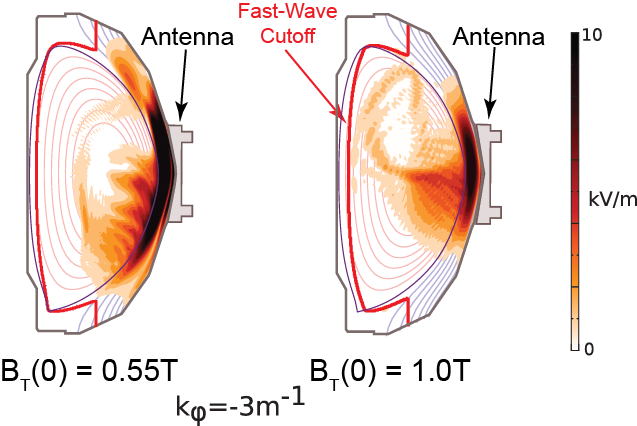 Fast-Wave
Cutoff
Antenna
Antenna
10
kV/m
0
B_T(0) = 0.55T
B_T(0) = 1.0T
k_φ=-3m^-1